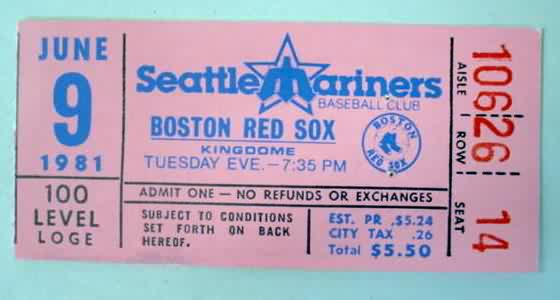 JUNE
9
1981
100
LEVEL
LOGE
Seattle Mariners
BASEBALL CLUB
BOSTON RED SOX
KINGDOME
TUESDAY EVE.-7:35 PM
BOSTON
RED SOX
ADMIT ONE - NO REFUNDS OR EXCHANGES
SUBJECT TO CONDITIONS
SET FORTH ON BACK
HEREOF.
EST. PR. $5.24
CITY TAX .26
Total $5.50
AISLE ROW SEAT
106 26 14